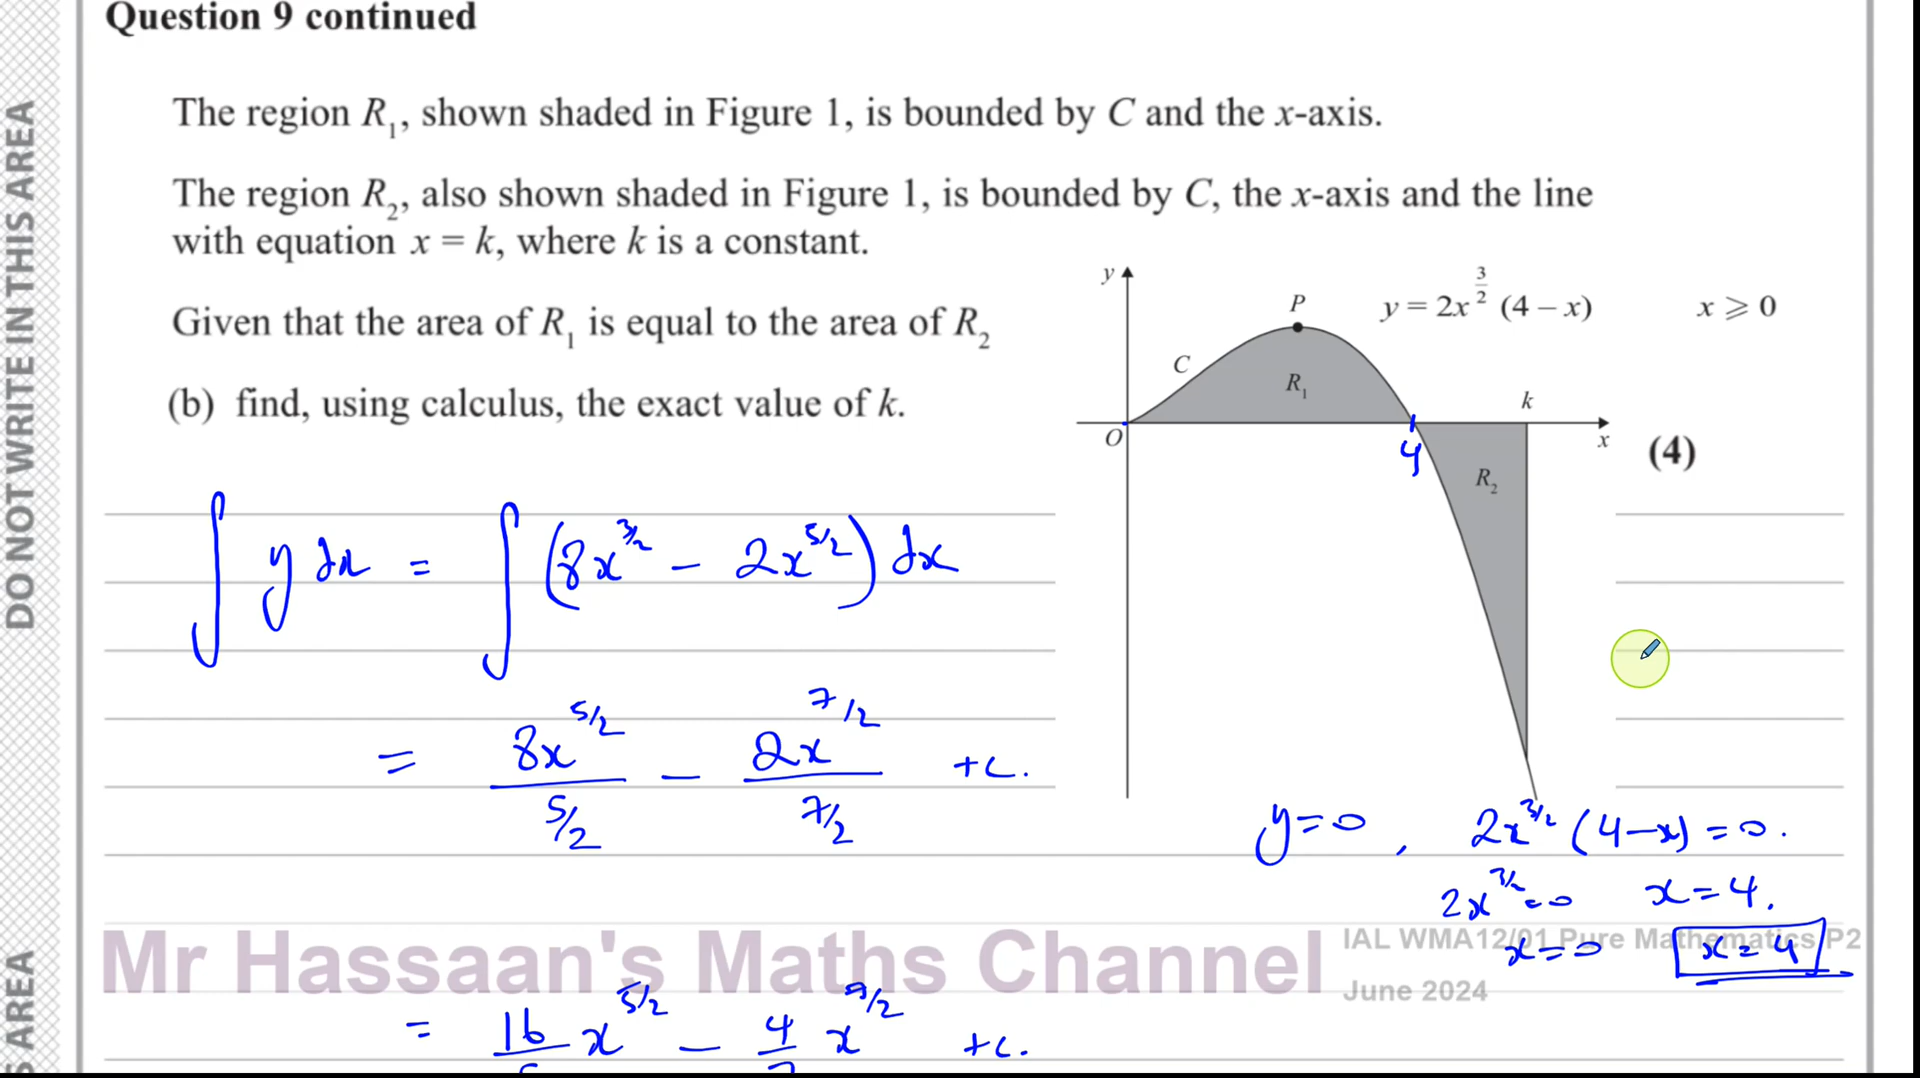 Question 9 continued
The region R₁, shown shaded in Figure 1, is bounded by C and the x-axis.
The region R₂, also shown shaded in Figure 1, is bounded by C, the x-axis and the line
with equation x = k, where k is a constant.
Given that the area of R₁ is equal to the area of R₂
(b) find, using calculus, the exact value of k.
(4)
y
P
y = 2x^(3/2) (4 – x)
x ⩾ 0
C
R₁
k
O
4
x
R₂
∫ y dx = ∫ (8x^(3/2) – 2x^(5/2)) dx
= 8x^(5/2) / (5/2) – 2x^(7/2) / (7/2) + c.
y = 0, 2x^(3/2) (4 – x) = 0.
2x^(3/2) = 0 x = 4.
x = 0 x = 4
Mr Hassaan's Maths Channel
IAL WMA12/01 Pure Mathematics P2
June 2024
= 16/5 x^(5/2) – 4/7 x^(7/2) + c.
DO NOT WRITE IN THIS AREA
S AREA